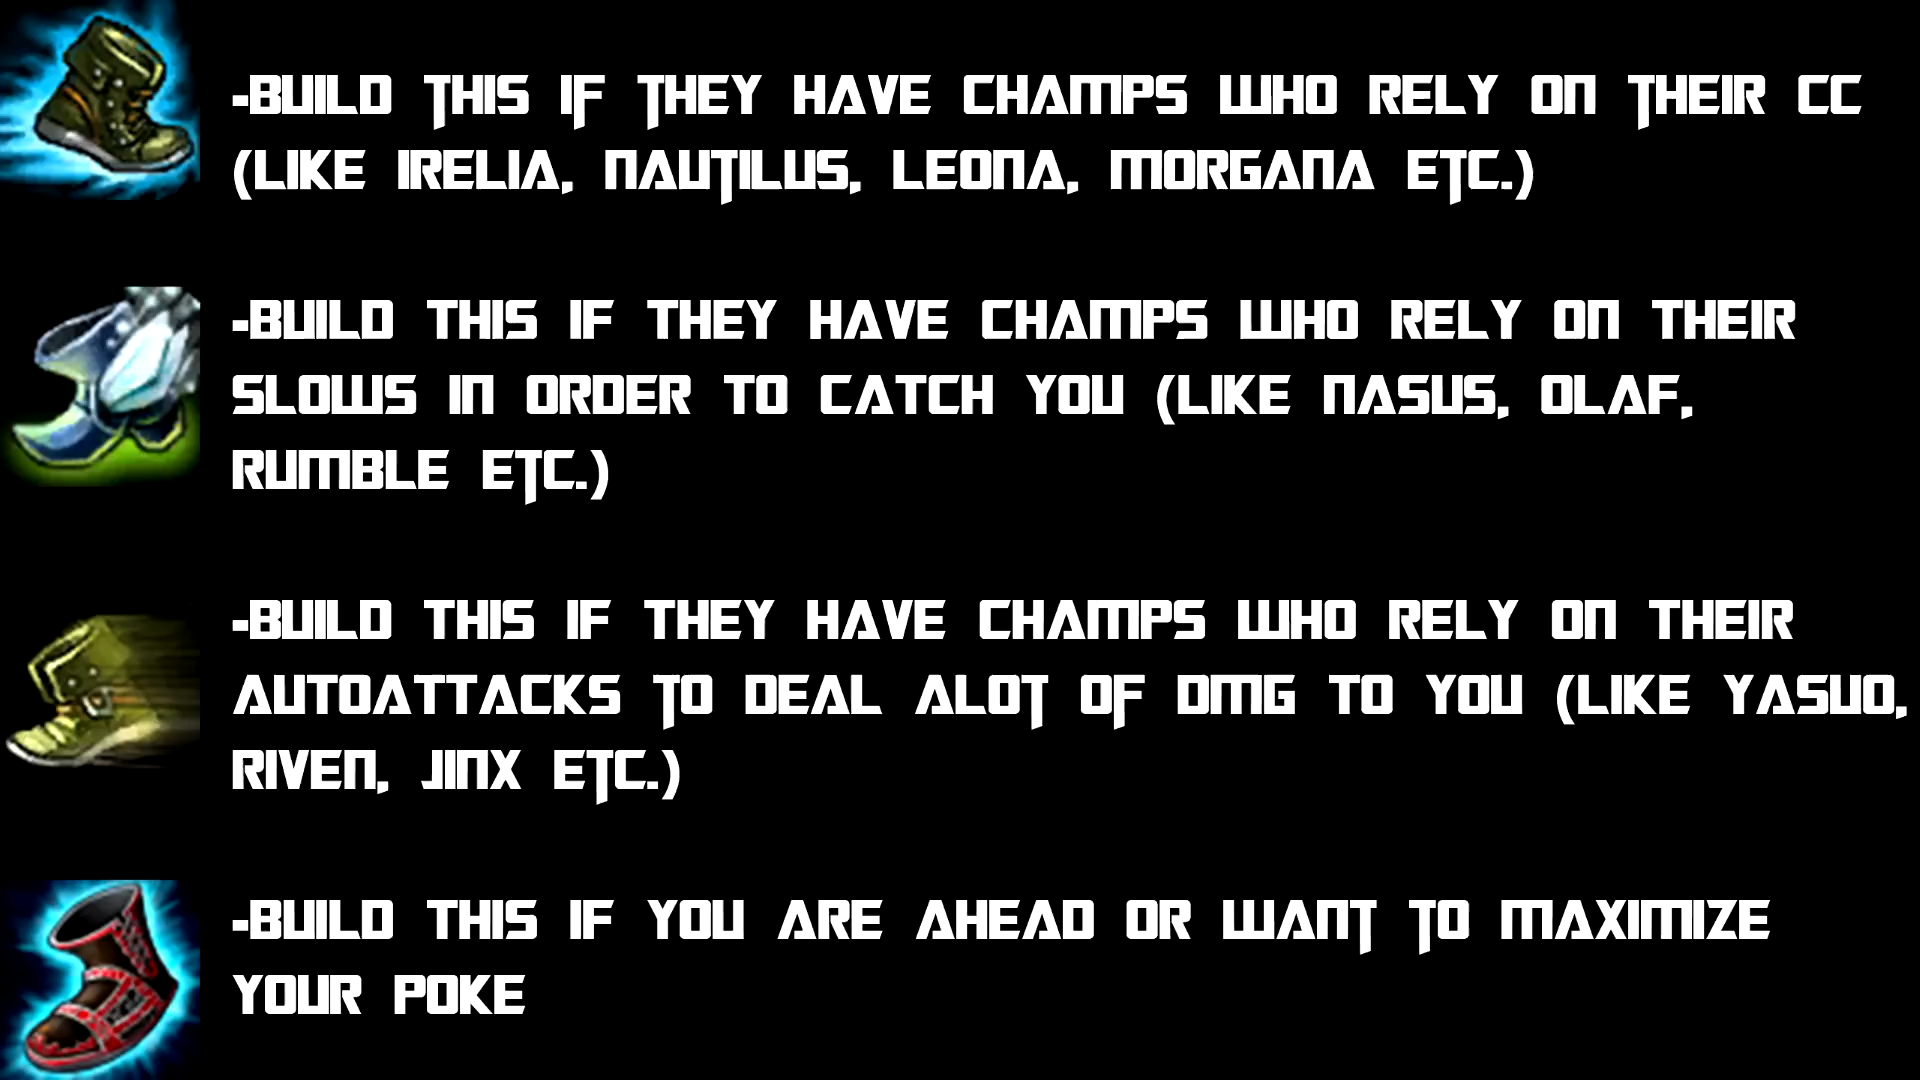 -BUILD THIS IF THEY HAVE CHAMPS WHO RELY ON THEIR CC
(LIKE IRELIA, NAUTILUS, LEONA, MORGANA ETC.)
-BUILD THIS IF THEY HAVE CHAMPS WHO RELY ON THEIR
SLOWS IN ORDER TO CATCH YOU (LIKE NASUS, OLAF,
RUMBLE ETC.)
-BUILD THIS IF THEY HAVE CHAMPS WHO RELY ON THEIR
AUTOATTACKS TO DEAL ALOT OF DMG TO YOU (LIKE YASUO,
RIVEN, JINX ETC.)
-BUILD THIS IF YOU ARE AHEAD OR WANT TO MAXIMIZE
YOUR POKE